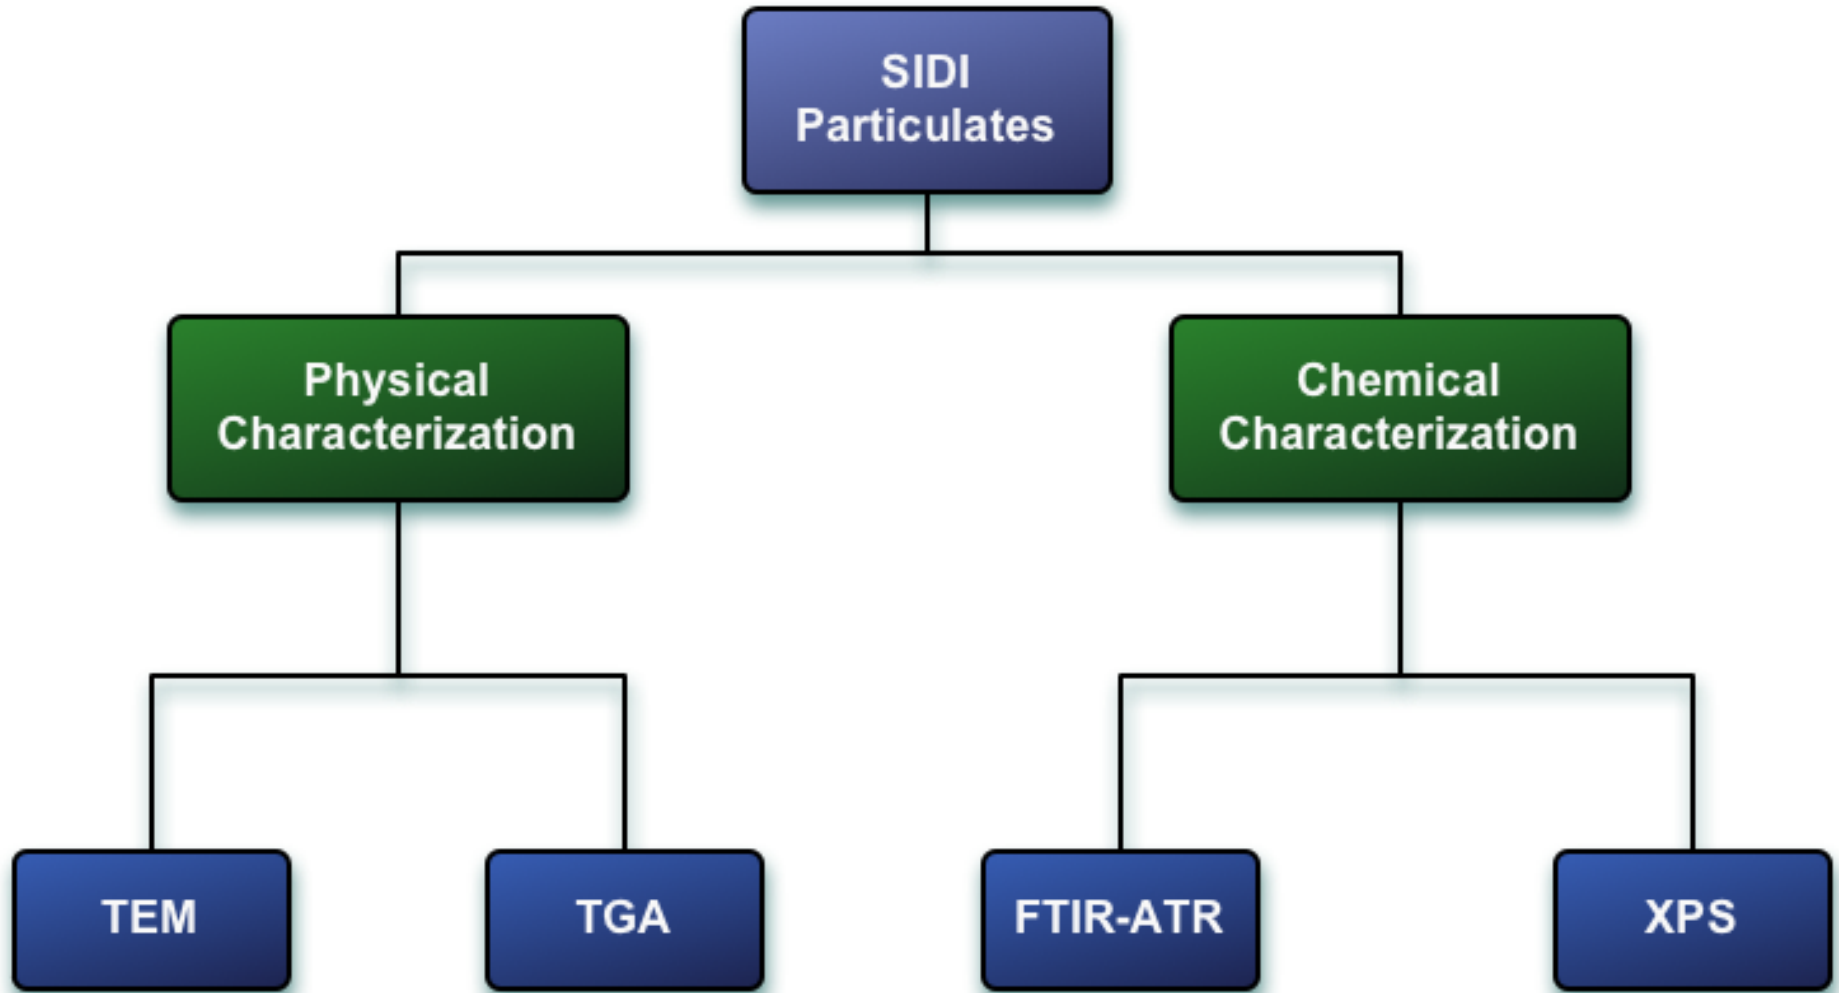 SIDI
Particulates
Physical
Characterization
Chemical
Characterization
TEM
TGA
FTIR-ATR
XPS